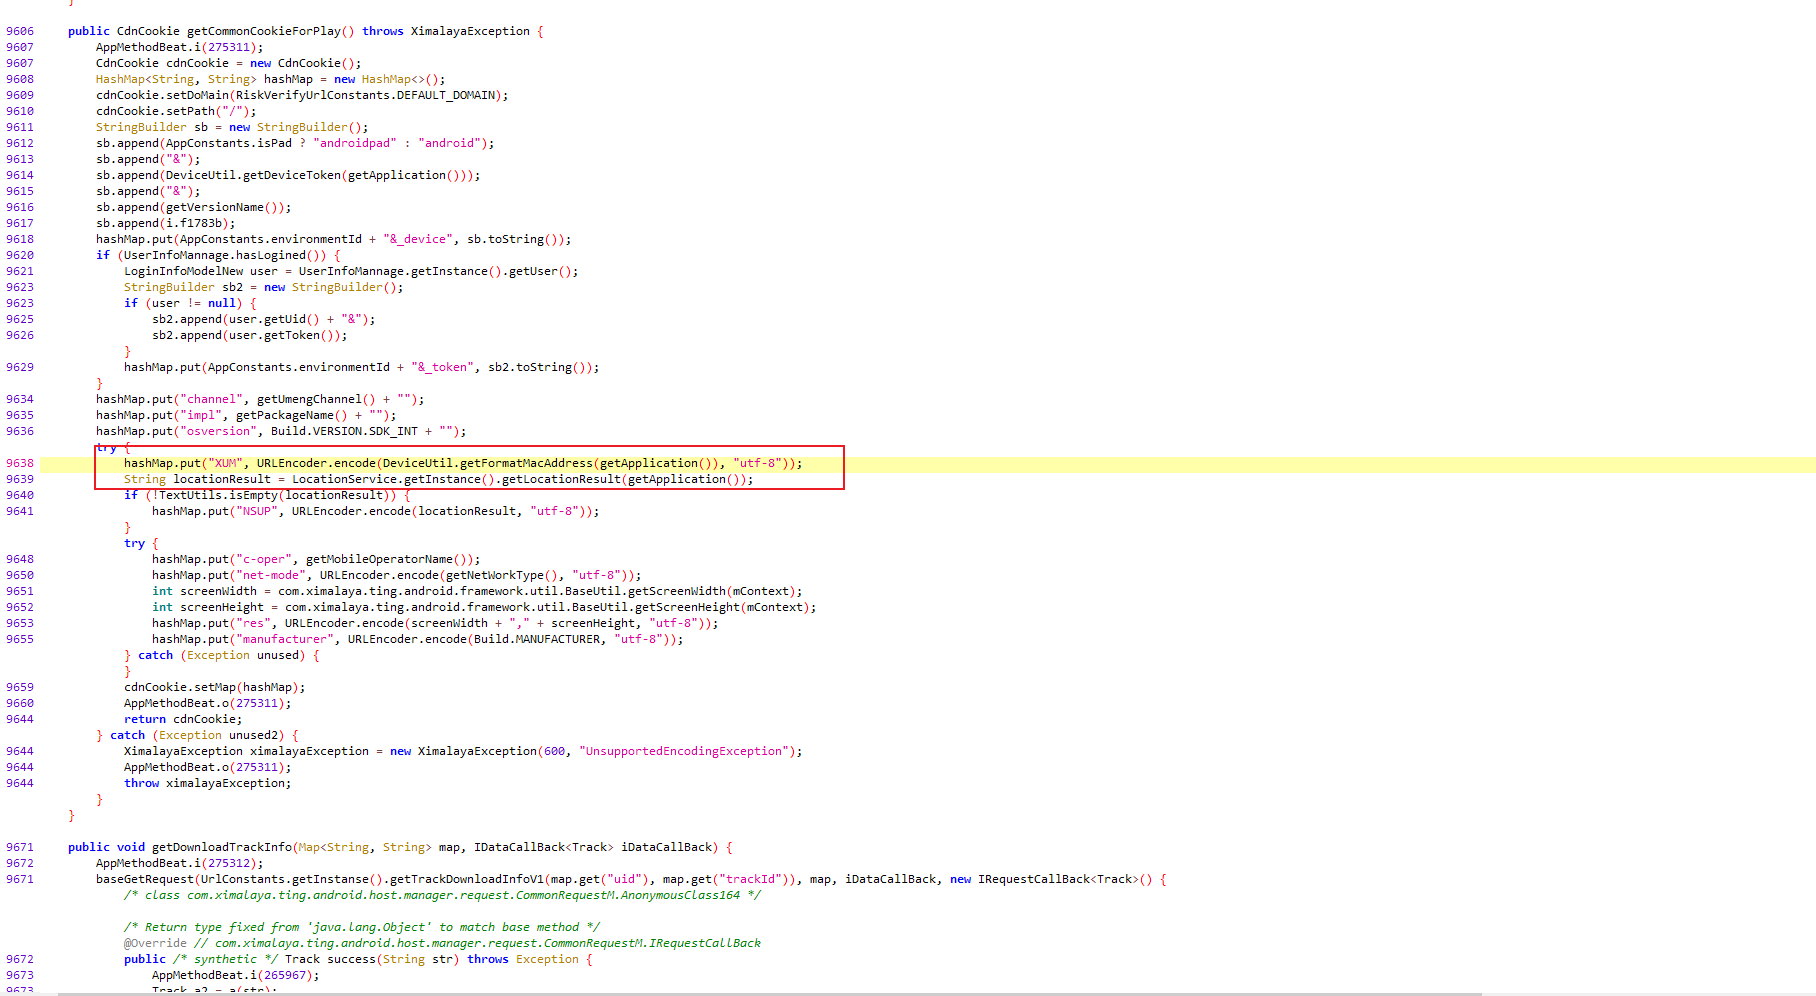 }
9606 public CdnCookie getCommonCookieForPlay() throws XimalayaException {
9607 AppMethodBeat.i(275311);
9607 CdnCookie cdnCookie = new CdnCookie();
9608 HashMap<String, String> hashMap = new HashMap<>();
9609 cdnCookie.setDoMain(RiskVerifyUrlConstants.DEFAULT_DOMAIN);
9610 cdnCookie.setPath("/");
9611 StringBuilder sb = new StringBuilder();
9612 sb.append(AppConstants.isPad ? "androidpad" : "android");
9613 sb.append("&");
9614 sb.append(DeviceUtil.getDeviceToken(getApplication()));
9615 sb.append("&");
9616 sb.append(getVersionName());
9617 sb.append(i.f1783b);
9618 hashMap.put(AppConstants.environmentId + "&_device", sb.toString());
9620 if (UserInfoMannage.hasLogined()) {
9621 LoginInfoModelNew user = UserInfoMannage.getInstance().getUser();
9623 StringBuilder sb2 = new StringBuilder();
9623 if (user != null) {
9625 sb2.append(user.getUid() + "&");
9626 sb2.append(user.getToken());
}
9629 hashMap.put(AppConstants.environmentId + "&_token", sb2.toString());
}
9634 hashMap.put("channel", getUmengChannel() + "");
9635 hashMap.put("impl", getPackageName() + "");
9636 hashMap.put("osversion", Build.VERSION.SDK_INT + "");
try {
9638 hashMap.put("XUM", URLEncoder.encode(DeviceUtil.getFormatMacAddress(getApplication()), "utf-8"));
9639 String locationResult = LocationService.getInstance().getLocationResult(getApplication());
9640 if (!TextUtils.isEmpty(locationResult)) {
9641 hashMap.put("NSUP", URLEncoder.encode(locationResult, "utf-8"));
}
try {
9648 hashMap.put("c-oper", getMobileOperatorName());
9650 hashMap.put("net-mode", URLEncoder.encode(getNetWorkType(), "utf-8"));
9651 int screenWidth = com.ximalaya.ting.android.framework.util.BaseUtil.getScreenWidth(mContext);
9652 int screenHeight = com.ximalaya.ting.android.framework.util.BaseUtil.getScreenHeight(mContext);
9653 hashMap.put("res", URLEncoder.encode(screenWidth + "," + screenHeight, "utf-8"));
9655 hashMap.put("manufacturer", URLEncoder.encode(Build.MANUFACTURER, "utf-8"));
} catch (Exception unused) {
}
9659 cdnCookie.setMap(hashMap);
9660 AppMethodBeat.o(275311);
9644 return cdnCookie;
} catch (Exception unused2) {
9644 XimalayaException ximalayaException = new XimalayaException(600, "UnsupportedEncodingException");
9644 AppMethodBeat.o(275311);
9644 throw ximalayaException;
}
}
9671 public void getDownloadTrackInfo(Map<String, String> map, IDataCallBack<Track> iDataCallBack) {
9672 AppMethodBeat.i(275312);
9671 baseGetRequest(UrlConstants.getInstanse().getTrackDownloadInfoV1(map.get("uid"), map.get("trackId")), map, iDataCallBack, new IRequestCallBack<Track>() {
/* class com.ximalaya.ting.android.host.manager.request.CommonRequestM.AnonymousClass164 */
/* Return type fixed from 'java.lang.Object' to match base method */
@Override // com.ximalaya.ting.android.host.manager.request.CommonRequestM.IRequestCallBack
9672 public /* synthetic */ Track success(String str) throws Exception {
9673 AppMethodBeat.i(265967);
9673 Track a2 = a(str);